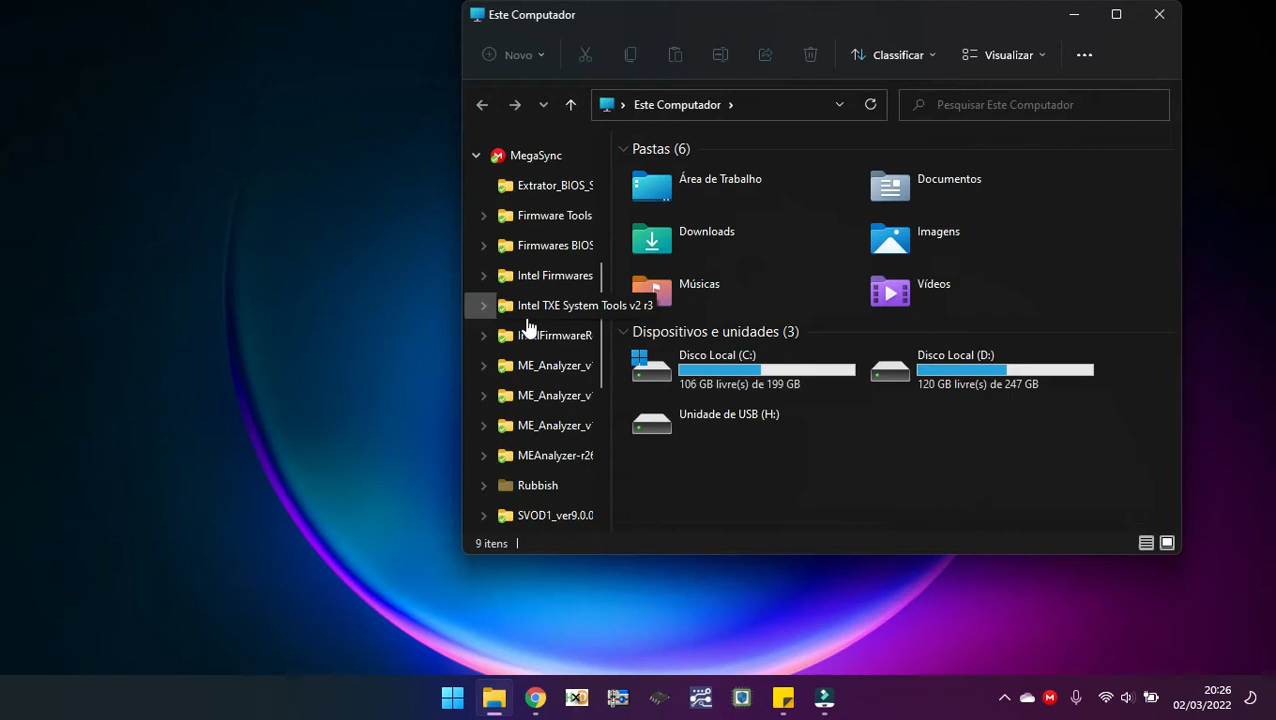 Este Computador
Novo
Classificar
Visualizar
Este Computador
Pesquisar Este Computador
MegaSync
Extrator_BIOS_S
Firmware Tools
Firmwares BIOS
Intel Firmwares
Intel TXE System Tools v2 r3
ME_Analyzer_v
ME_Analyzer_v
ME_Analyzer_v
MEAnalyzer-r26
Rubbish
SVOD1_ver9.0.0
Pastas (6)
Área de Trabalho
Documentos
Downloads
Imagens
Músicas
Vídeos
Dispositivos e unidades (3)
Disco Local (C:)
106 GB livre(s) de 199 GB
Disco Local (D:)
120 GB livre(s) de 247 GB
Unidade de USB (H:)
9 itens
20:26
02/03/2022